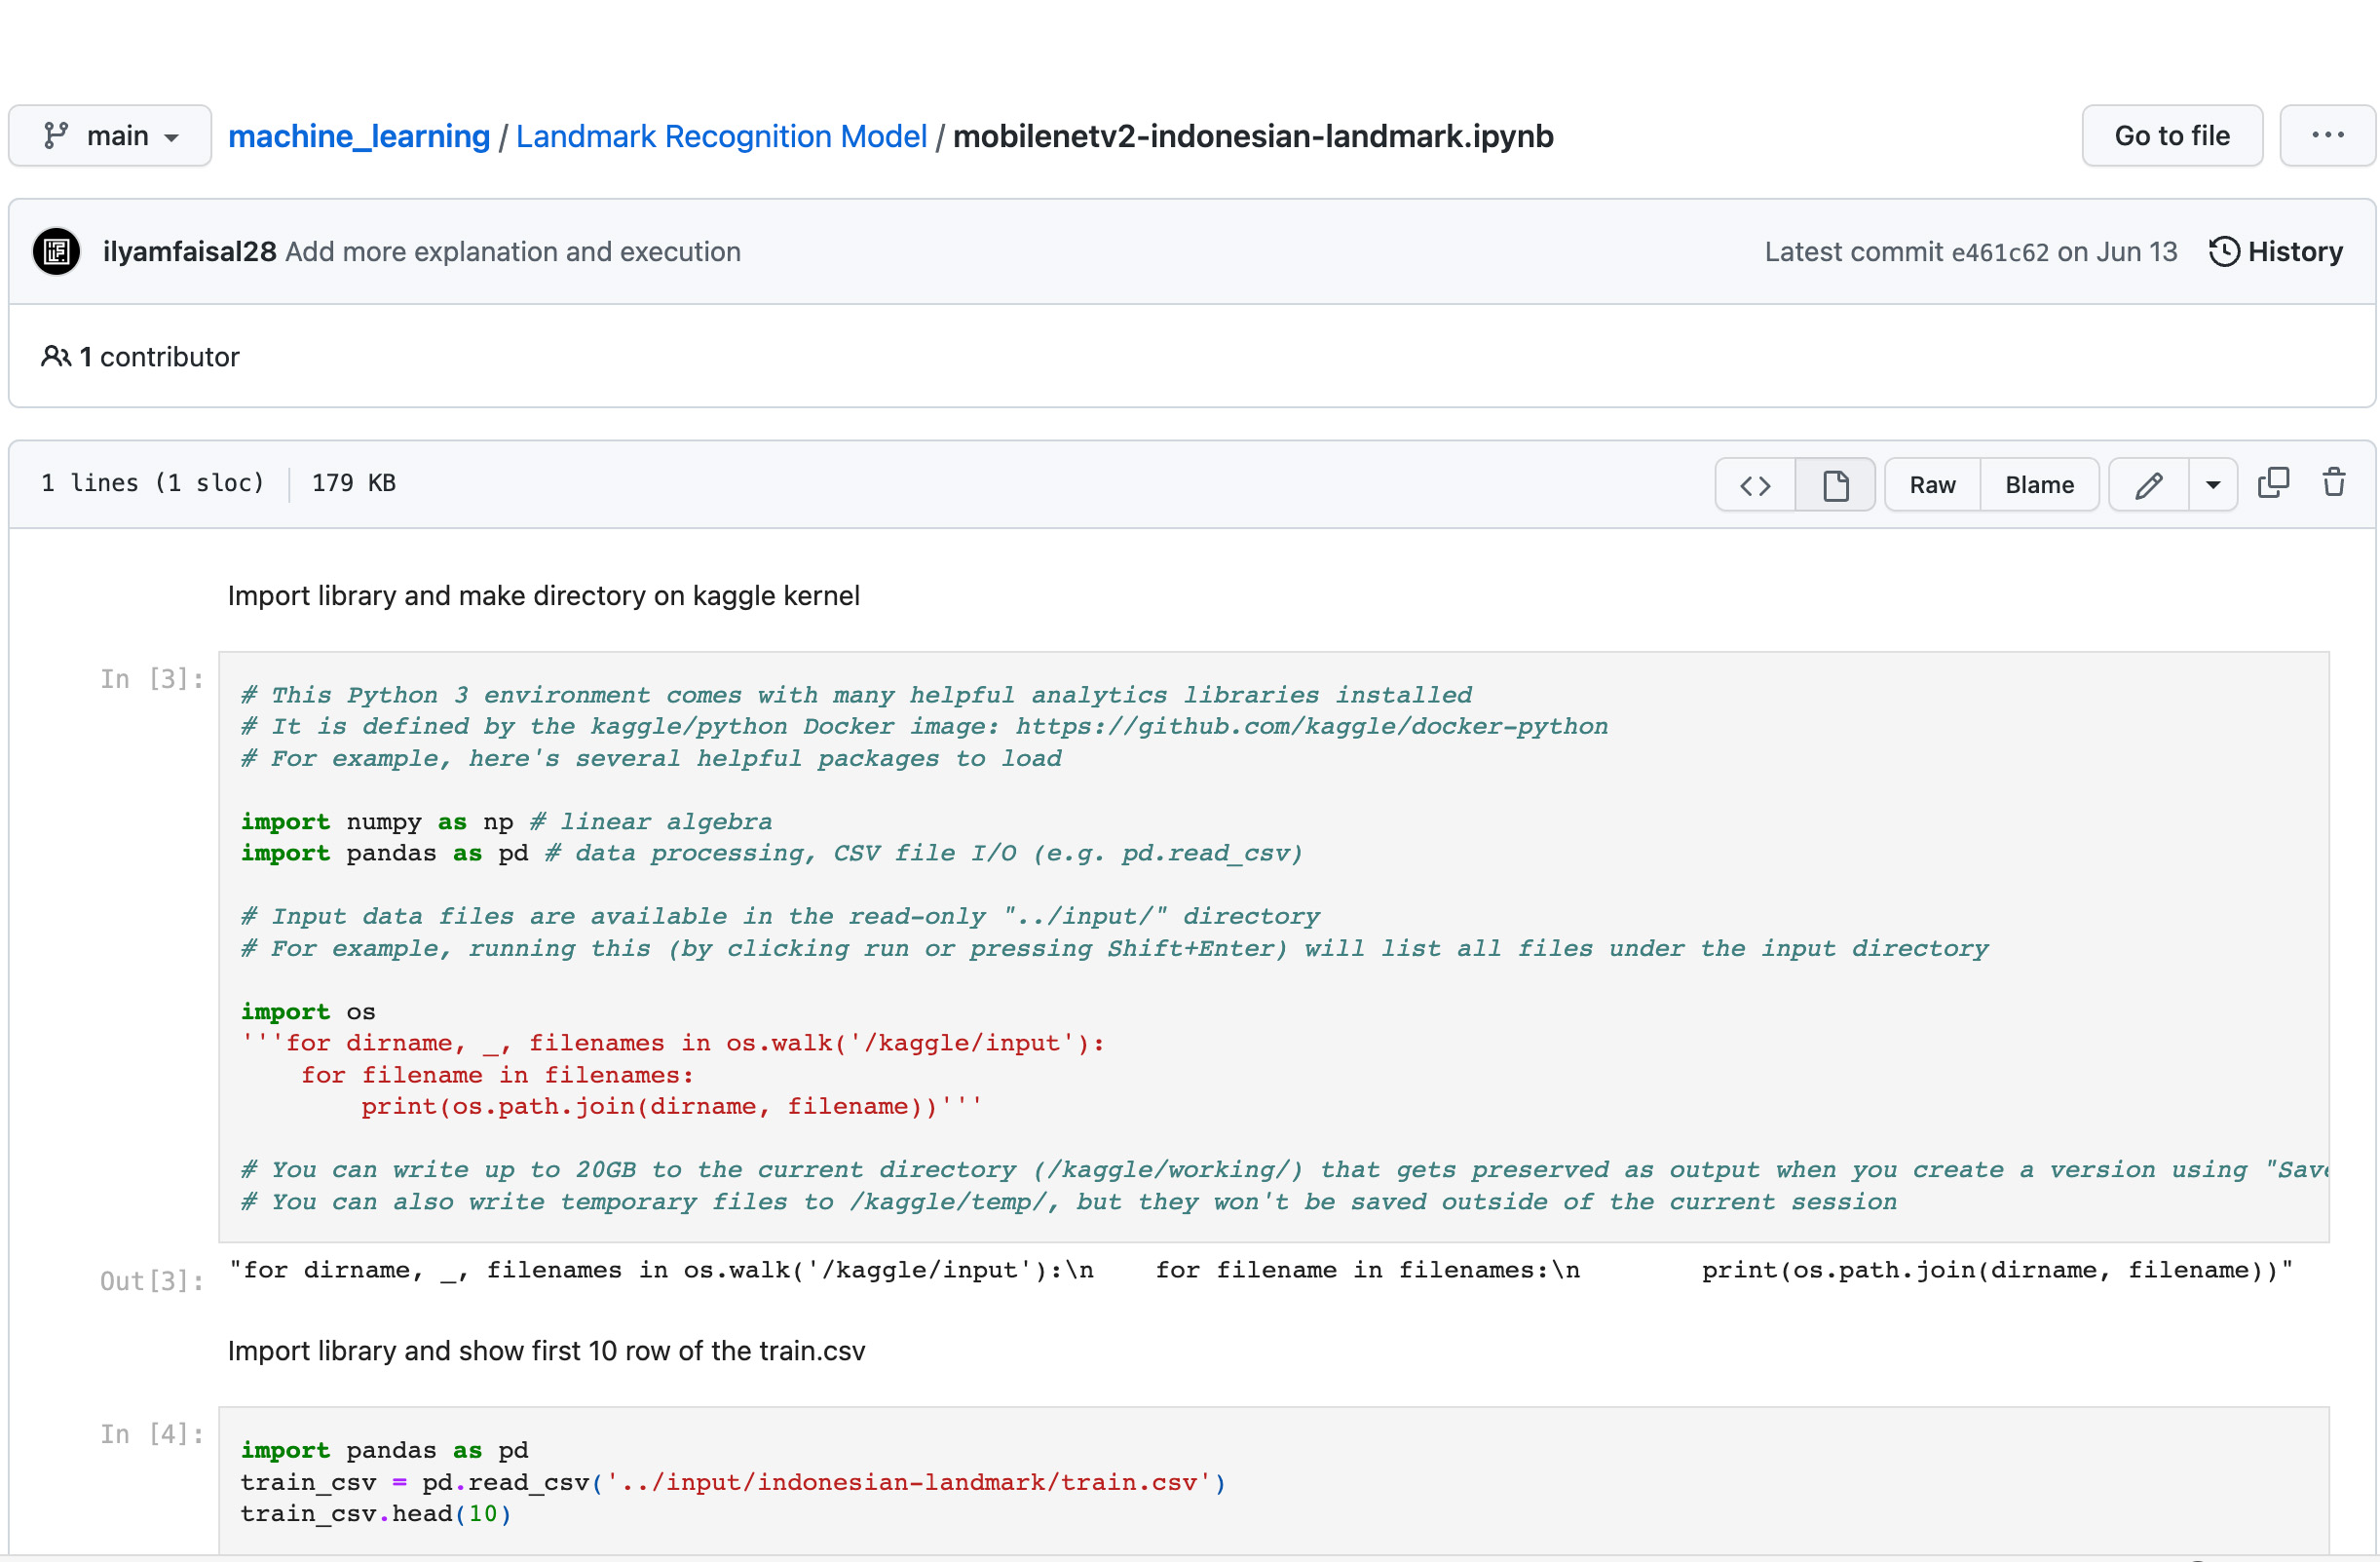 main
machine_learning / Landmark Recognition Model / mobilenetv2-indonesian-landmark.ipynb
Go to file
...
ilyamfaisal28 Add more explanation and execution
Latest commit e461c62 on Jun 13
History
1 contributor
1 lines (1 sloc)
179 KB
Raw
Blame
Import library and make directory on kaggle kernel
In [3]:
# This Python 3 environment comes with many helpful analytics libraries installed
# It is defined by the kaggle/python Docker image: https://github.com/kaggle/docker-python
# For example, here's several helpful packages to load
import numpy as np # linear algebra
import pandas as pd # data processing, CSV file I/O (e.g. pd.read_csv)
# Input data files are available in the read-only "../input/" directory
# For example, running this (by clicking run or pressing Shift+Enter) will list all files under the input directory
import os
'''for dirname, _, filenames in os.walk('/kaggle/input'):
    for filename in filenames:
        print(os.path.join(dirname, filename))'''
# You can write up to 20GB to the current directory (/kaggle/working/) that gets preserved as output when you create a version using "Save
# You can also write temporary files to /kaggle/temp/, but they won't be saved outside of the current session
Out[3]:
"for dirname, _, filenames in os.walk('/kaggle/input'):\n    for filename in filenames:\n        print(os.path.join(dirname, filename))"
Import library and show first 10 row of the train.csv
In [4]:
import pandas as pd
train_csv = pd.read_csv('../input/indonesian-landmark/train.csv')
train_csv.head(10)